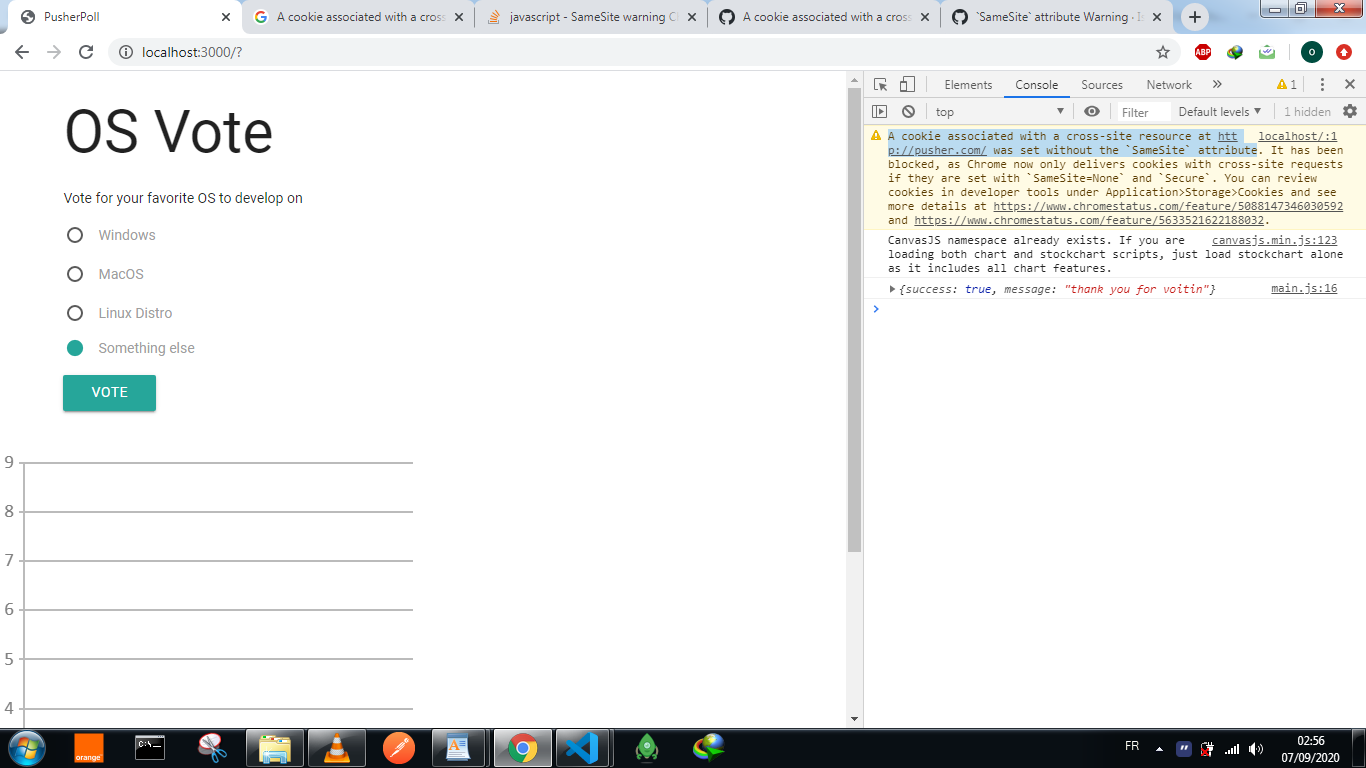 PusherPoll
A cookie associated with a cross
javascript - SameSite warning C
A cookie associated with a cross
`SameSite` attribute Warning · Is
localhost:3000/?
ABP
O
OS Vote
Vote for your favorite OS to develop on
Windows
MacOS
Linux Distro
Something else
VOTE
9
8
7
6
5
4
Elements Console Sources Network » 1
top Filter Default levels 1 hidden
A cookie associated with a cross-site resource at htt localhost/:1
p://pusher.com/ was set without the `SameSite` attribute. It has been
blocked, as Chrome now only delivers cookies with cross-site requests
if they are set with `SameSite=None` and `Secure`. You can review
cookies in developer tools under Application>Storage>Cookies and see
more details at https://www.chromestatus.com/feature/5088147346030592
and https://www.chromestatus.com/feature/5633521622188032.
CanvasJS namespace already exists. If you are canvasjs.min.js:123
loading both chart and stockchart scripts, just load stockchart alone
as it includes all chart features.
{success: true, message: "thank you for voitin"} main.js:16
orange
C:\.
FR
02:56
07/09/2020